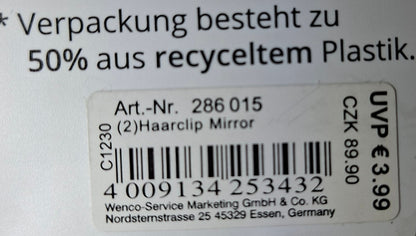 * Verpackung besteht zu
50% aus recyceltem Plastik.
Art.-Nr. 286 015
(2)Haarclip Mirror
C1230
4 009134 253432
Wenco-Service Marketing GmbH & Co. KG
Nordsternstrasse 25 45329 Essen, Germany
CZK 89.90
UVP € 3.99